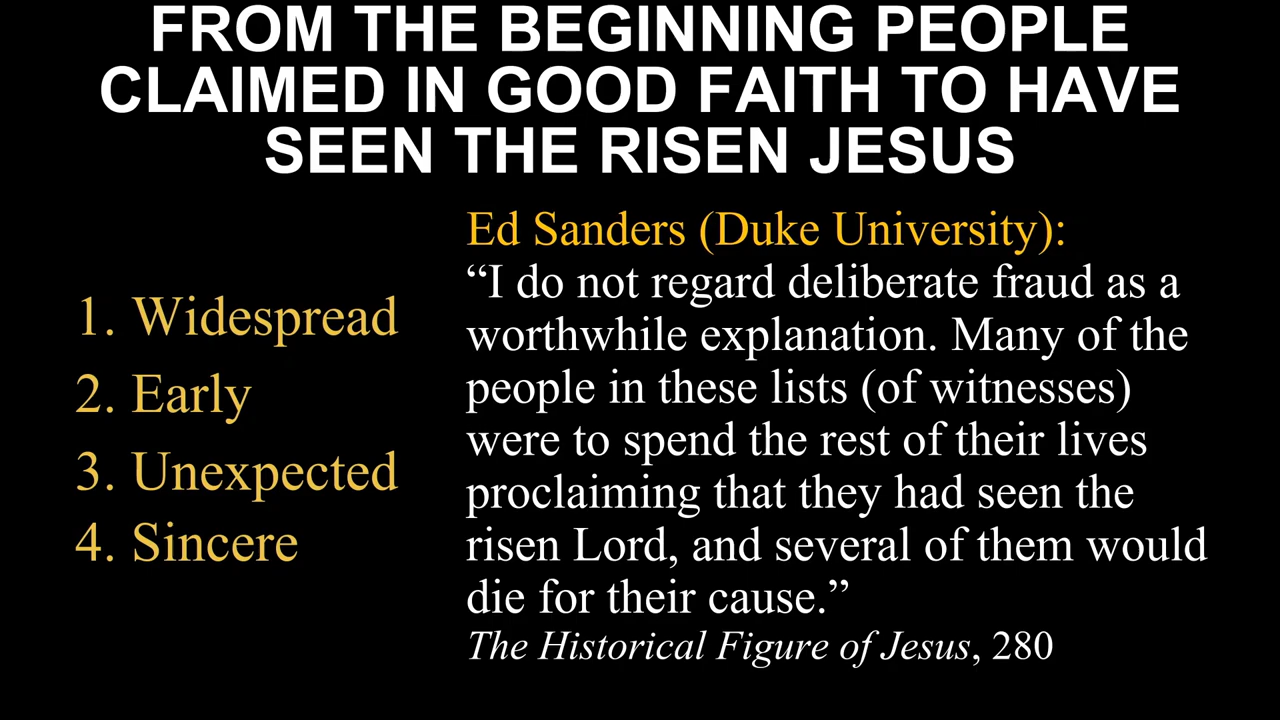 FROM THE BEGINNING PEOPLE
CLAIMED IN GOOD FAITH TO HAVE
SEEN THE RISEN JESUS
1. Widespread
2. Early
3. Unexpected
4. Sincere
Ed Sanders (Duke University):
“I do not regard deliberate fraud as a
worthwhile explanation. Many of the
people in these lists (of witnesses)
were to spend the rest of their lives
proclaiming that they had seen the
risen Lord, and several of them would
die for their cause.”
The Historical Figure of Jesus, 280